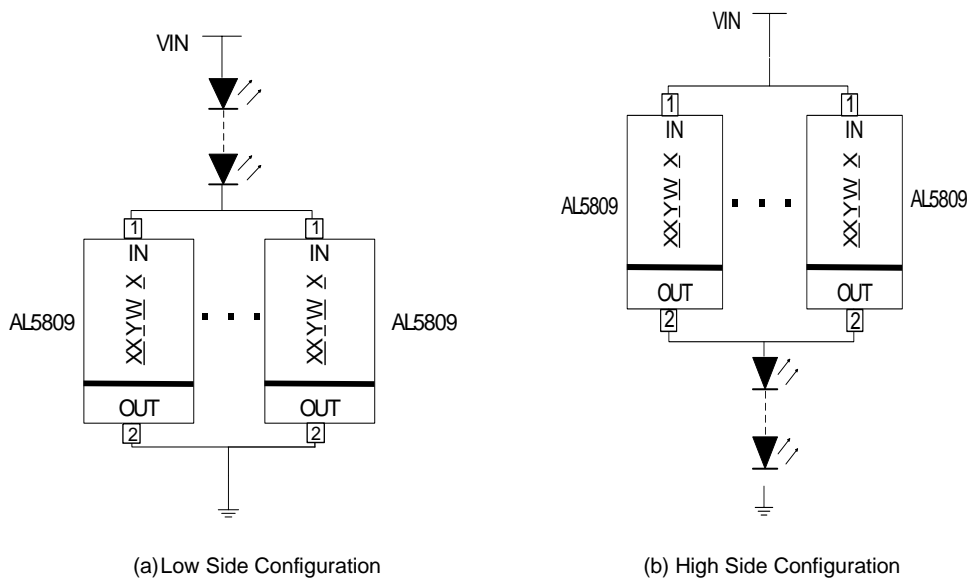 VIN
1
IN
XXYW X
OUT
2
AL5809
1
IN
XXYW X
OUT
2
AL5809
(a) Low Side Configuration
VIN
1
IN
XXYW X
OUT
2
AL5809
1
IN
XXYW X
OUT
2
AL5809
(b) High Side Configuration